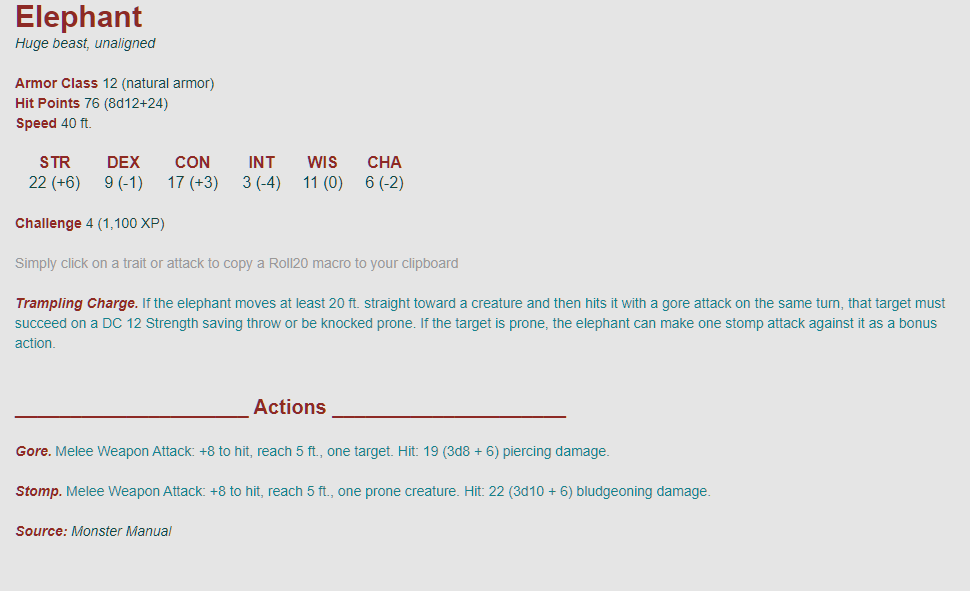 Elephant
Huge beast, unaligned
Armor Class 12 (natural armor)
Hit Points 76 (8d12+24)
Speed 40 ft.
STR DEX CON INT WIS CHA
22 (+6) 9 (-1) 17 (+3) 3 (-4) 11 (0) 6 (-2)
Challenge 4 (1,100 XP)
Simply click on a trait or attack to copy a Roll20 macro to your clipboard
Trampling Charge. If the elephant moves at least 20 ft. straight toward a creature and then hits it with a gore attack on the same turn, that target must
succeed on a DC 12 Strength saving throw or be knocked prone. If the target is prone, the elephant can make one stomp attack against it as a bonus
action.
_____________________ Actions _____________________
Gore. Melee Weapon Attack: +8 to hit, reach 5 ft., one target. Hit: 19 (3d8 + 6) piercing damage.
Stomp. Melee Weapon Attack: +8 to hit, reach 5 ft., one prone creature. Hit: 22 (3d10 + 6) bludgeoning damage.
Source: Monster Manual